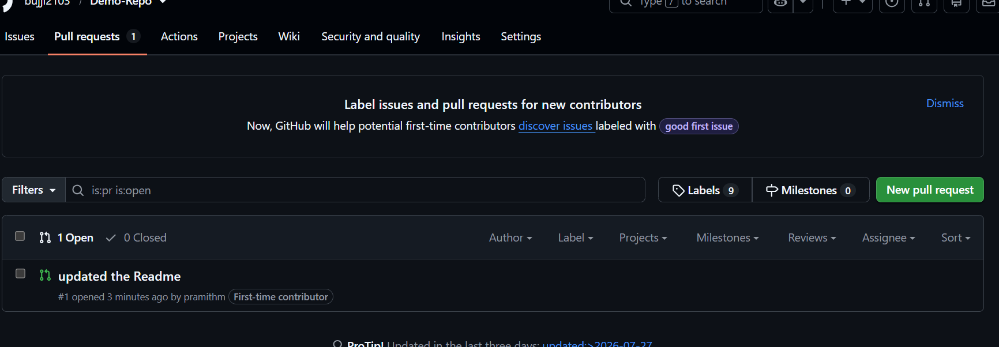 bujji2103 / Demo-Repo
Type / to search
Issues Pull requests 1 Actions Projects Wiki Security and quality Insights Settings
Label issues and pull requests for new contributors
Dismiss
Now, GitHub will help potential first-time contributors discover issues labeled with good first issue
Filters is:pr is:open Labels 9 Milestones 0 New pull request
1 Open 0 Closed Author Label Projects Milestones Reviews Assignee Sort
updated the Readme
#1 opened 3 minutes ago by pramithm First-time contributor
ProTip! Updated in the last three days: updated:>2026-07-27